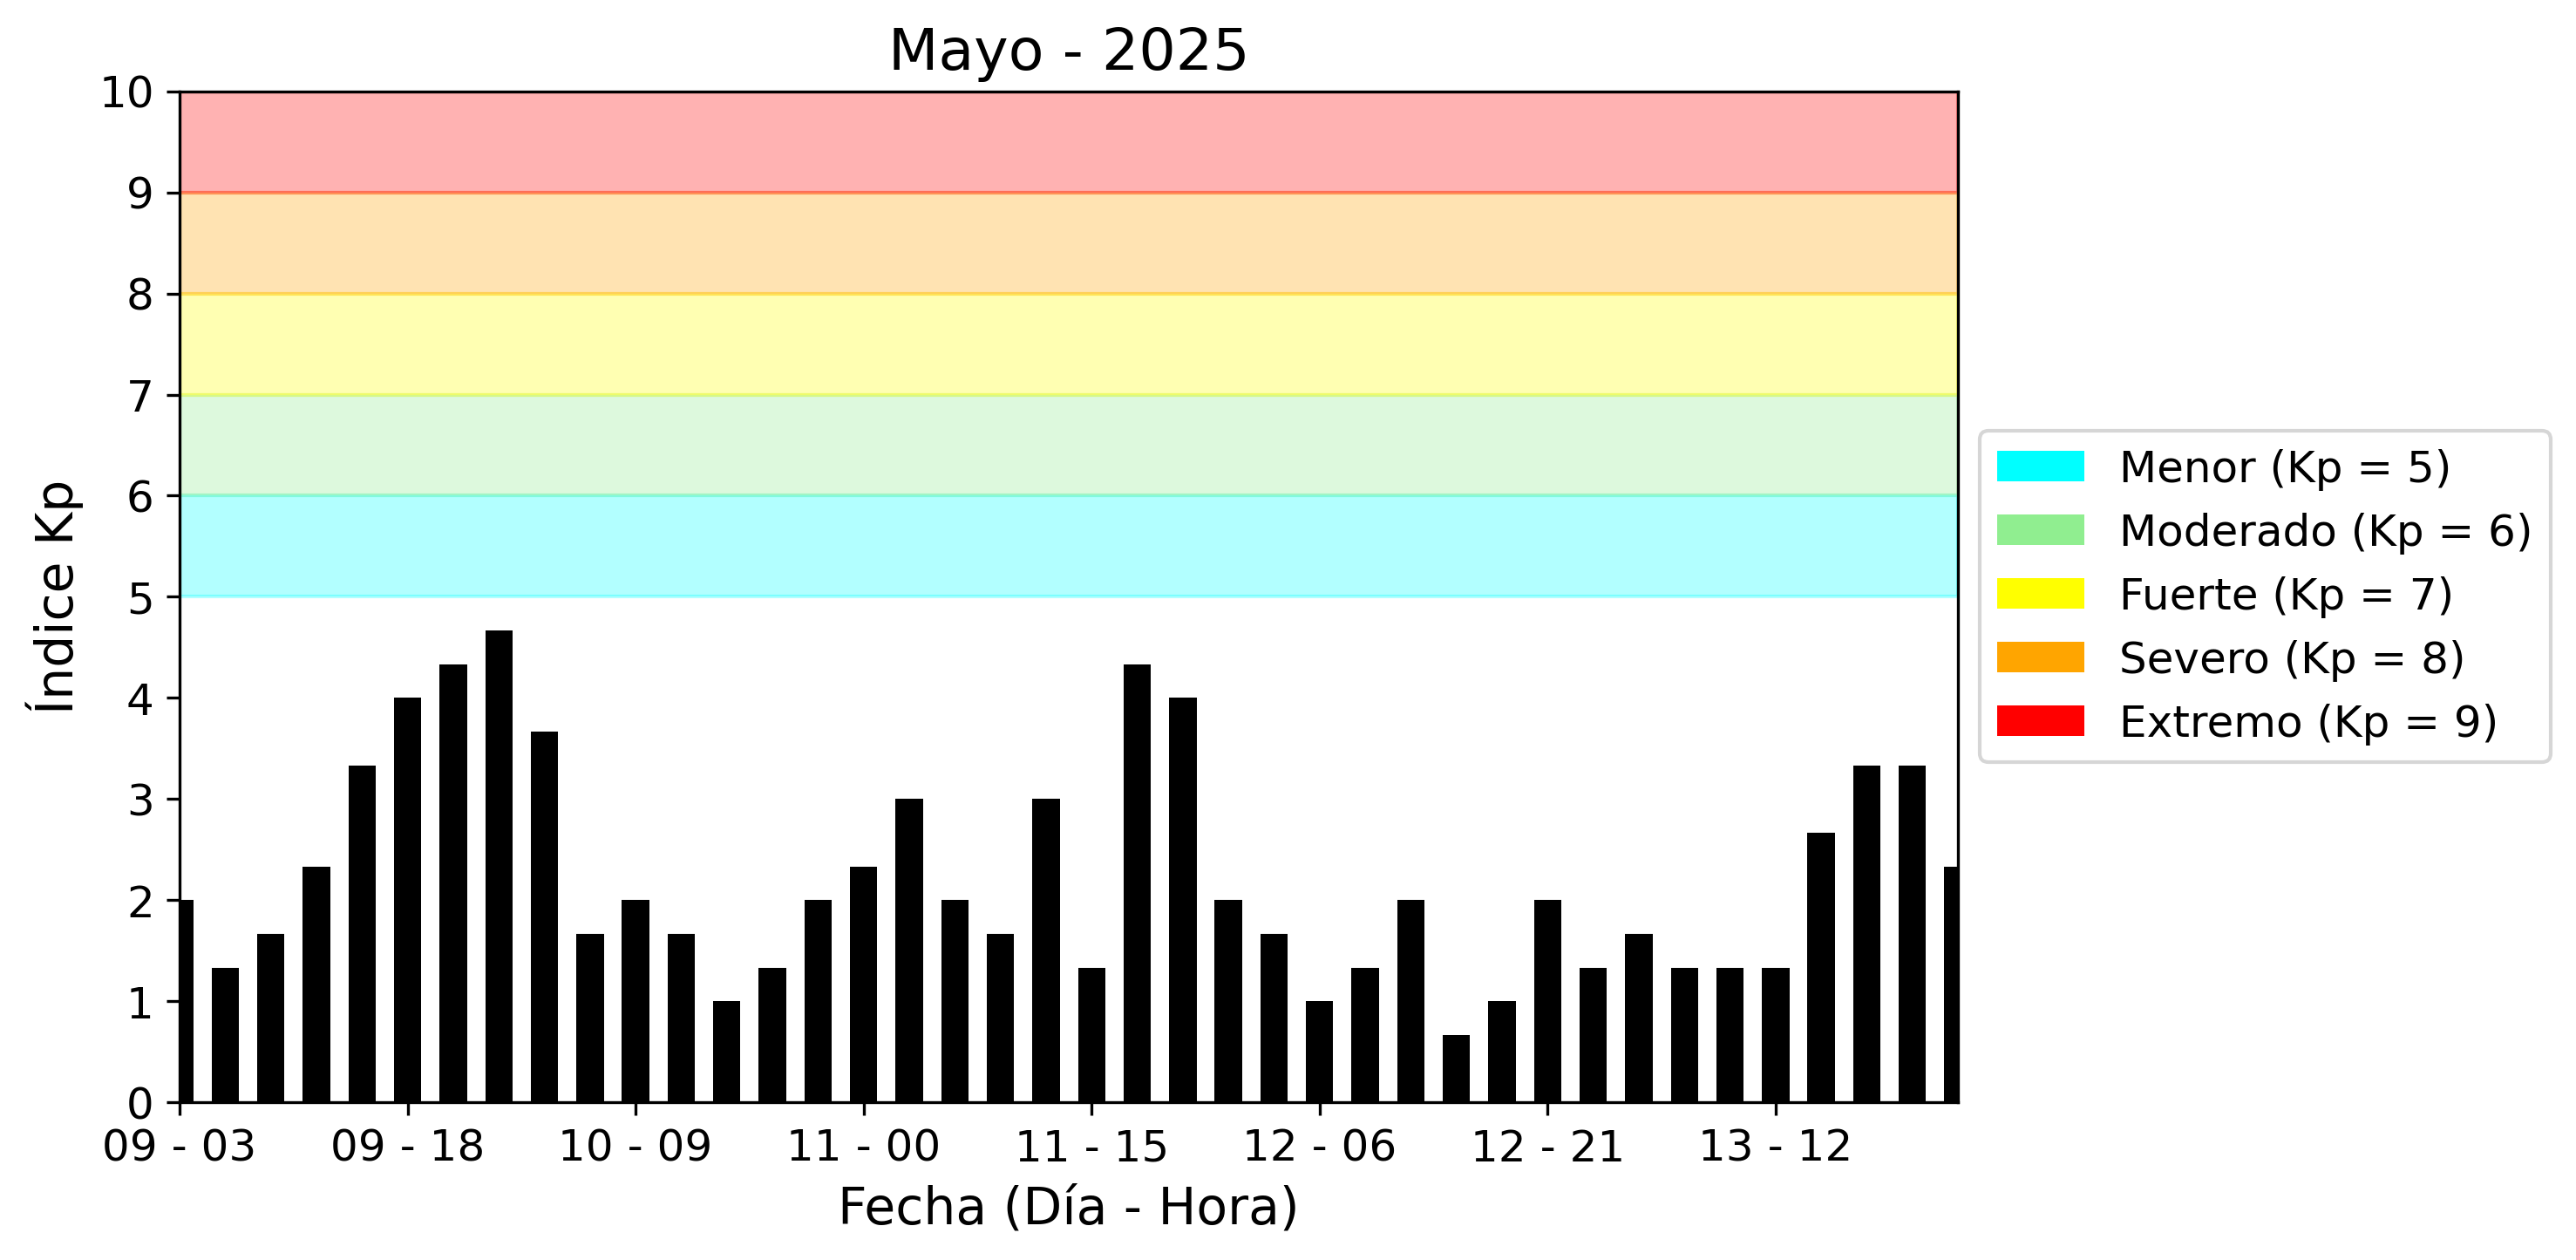 Mayo - 2025
10
9
8
7
6
5
4
3
2
1
0
Índice Kp
09 - 03
09 - 18
10 - 09
11 - 00
11 - 15
12 - 06
12 - 21
13 - 12
Fecha (Día - Hora)
Menor (Kp = 5)
Moderado (Kp = 6)
Fuerte (Kp = 7)
Severo (Kp = 8)
Extremo (Kp = 9)